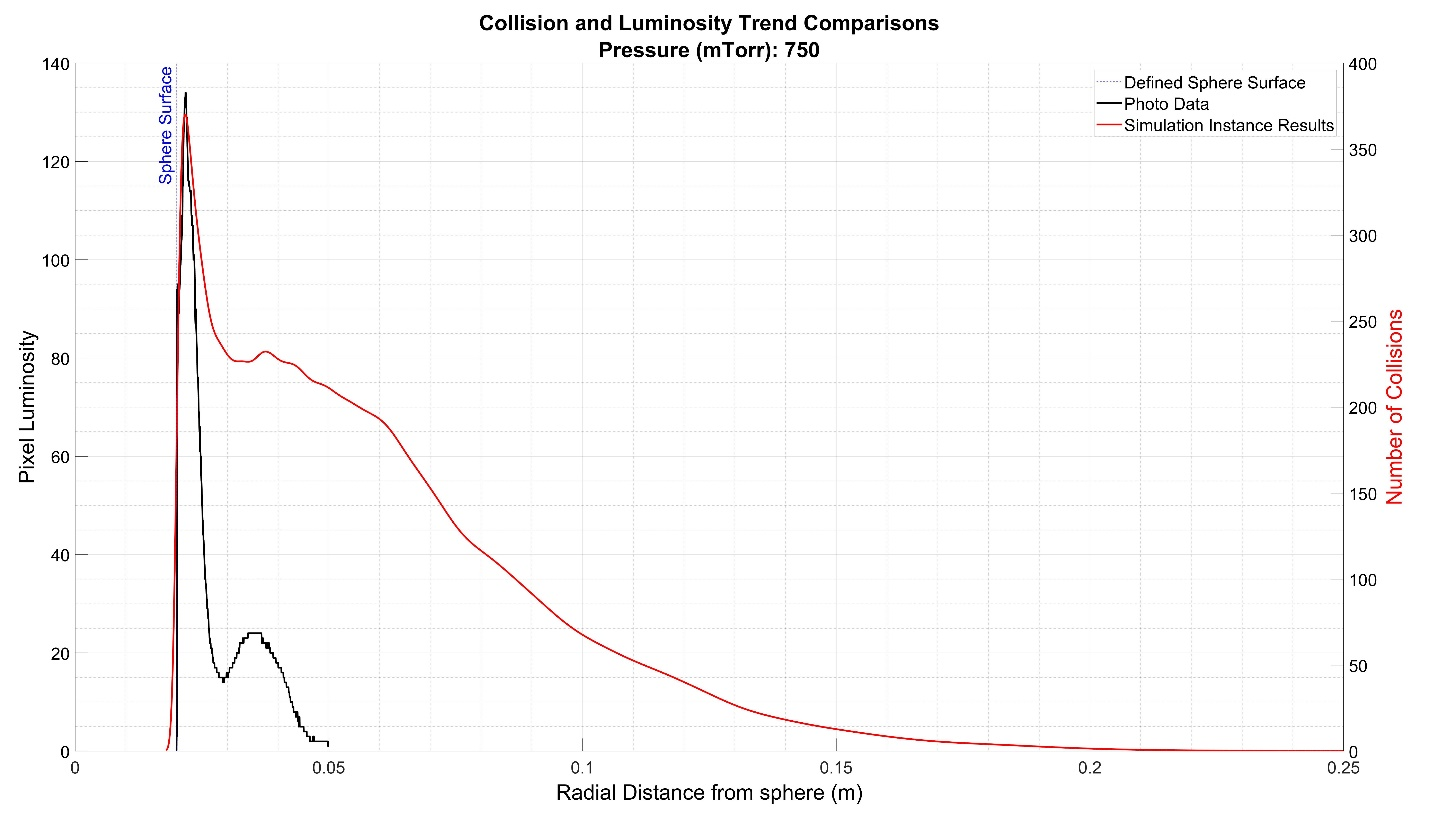 Collision and Luminosity Trend Comparisons
Pressure (mTorr): 750
Sphere Surface
Defined Sphere Surface
Photo Data
Simulation Instance Results
Pixel Luminosity
140
120
100
80
60
40
20
0
Number of Collisions
400
350
300
250
200
150
100
50
0
0
0.05
0.1
0.15
0.2
0.25
Radial Distance from sphere (m)